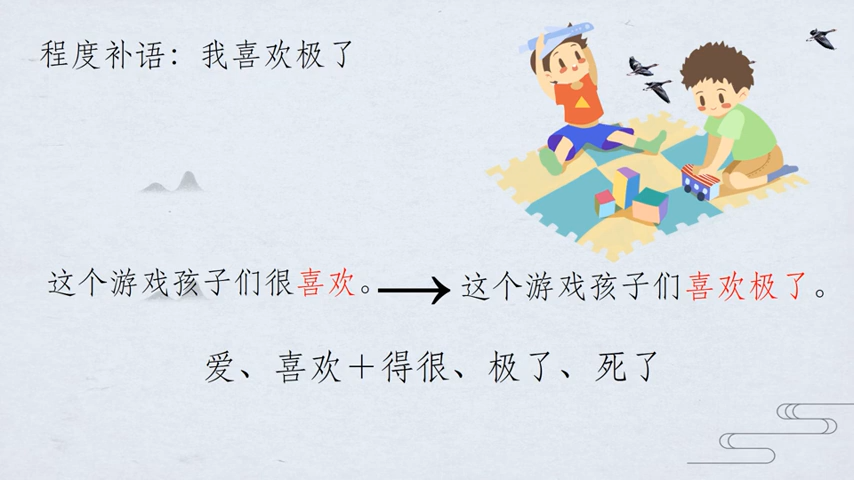 程度补语：我喜欢极了
这个游戏孩子们很喜欢。
这个游戏孩子们喜欢极了。
爱、喜欢＋得很、极了、死了